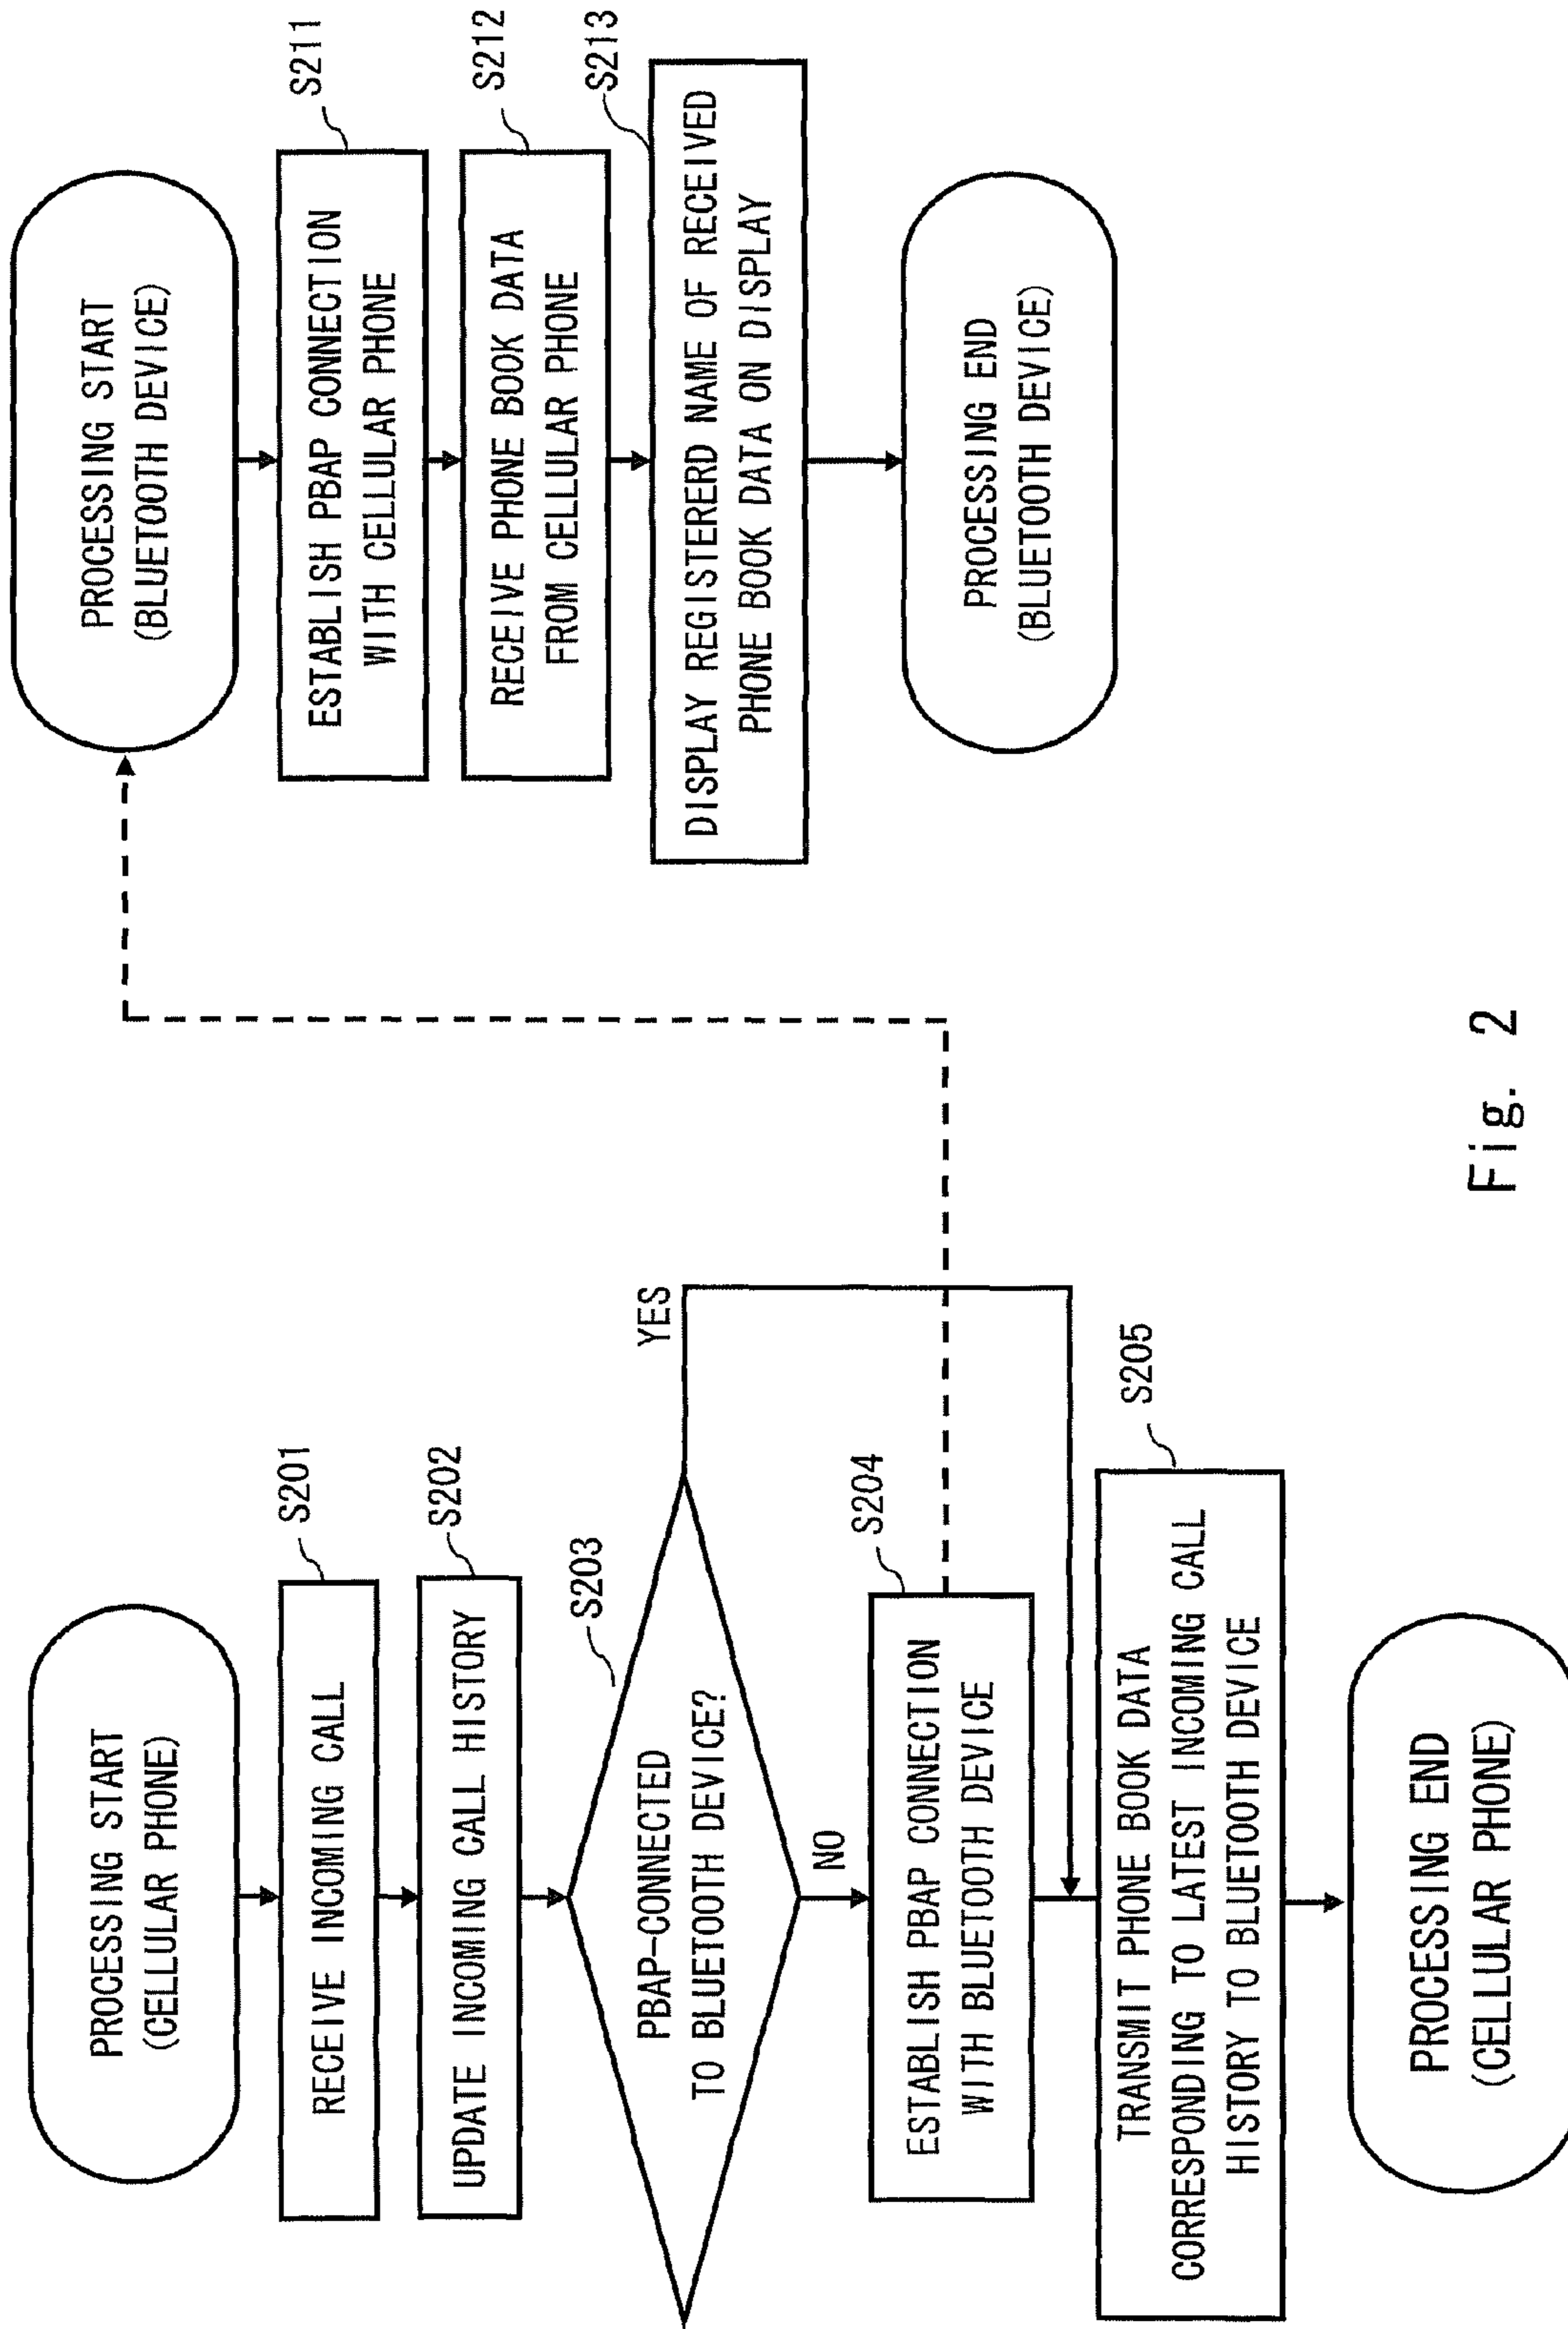 PROCESSING START
(CELLULAR PHONE)
S201
RECEIVE INCOMING CALL
S202
UPDATE INCOMING CALL HISTORY
S203
PBAP-CONNECTED
TO BLUETOOTH DEVICE?
YES
NO
S204
ESTABLISH PBAP CONNECTION
WITH BLUETOOTH DEVICE
S205
TRANSMIT PHONE BOOK DATA
CORRESPONDING TO LATEST INCOMING CALL
HISTORY TO BLUETOOTH DEVICE
PROCESSING END
(CELLULAR PHONE)
PROCESSING START
(BLUETOOTH DEVICE)
S211
ESTABLISH PBAP CONNECTION
WITH CELLULAR PHONE
S212
RECEIVE PHONE BOOK DATA
FROM CELLULAR PHONE
S213
DISPLAY REGISTERERD NAME OF RECEIVED
PHONE BOOK DATA ON DISPLAY
PROCESSING END
(BLUETOOTH DEVICE)
Fig. 2